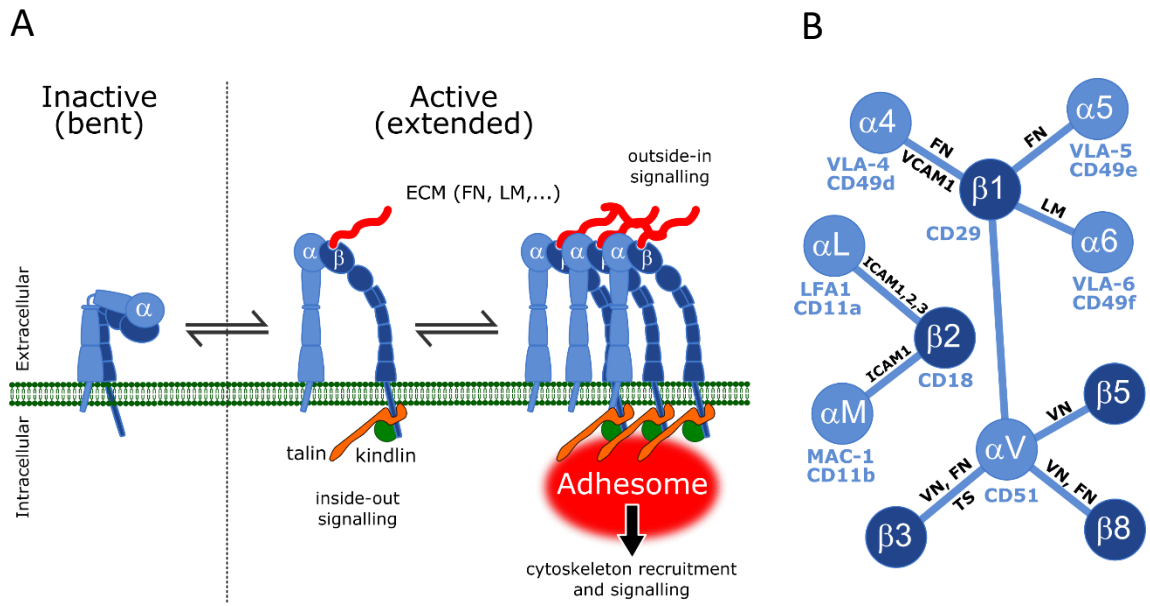 A
Inactive
(bent)
Active
(extended)
outside-in
signalling
ECM (FN, LM,...)
α
α
β
α
β
α
α
β
Extracellular
Intracellular
talin
kindlin
inside-out
signalling
Adhesome
cytoskeleton recruitment
and signalling
B
α4
VLA-4
CD49d
FN
VCAM1
α5
VLA-5
CD49e
FN
β1
CD29
LM
α6
VLA-6
CD49f
αL
LFA1
CD11a
ICAM1,2,3
β2
CD18
ICAM1
αM
MAC-1
CD11b
VN
β5
αV
CD51
VN, FN
TS
β3
VN, FN
β8